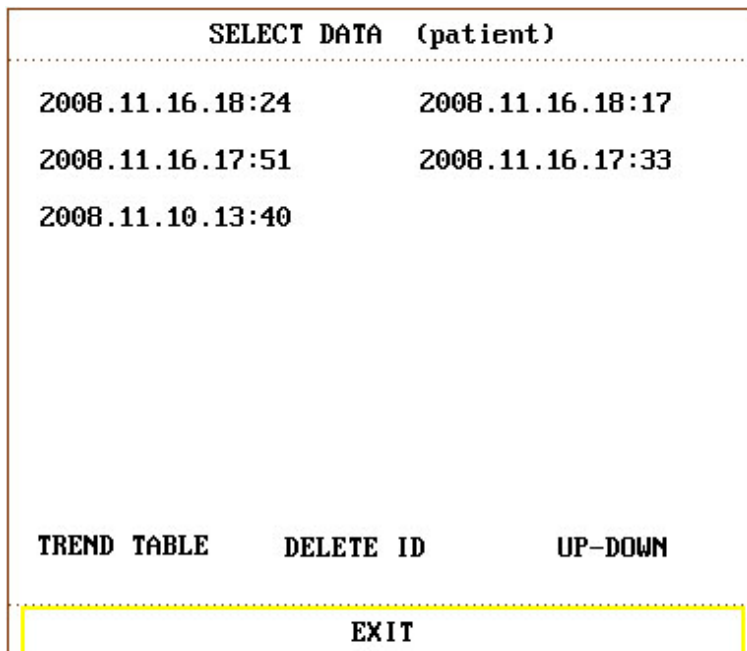 SELECT DATA (patient)
2008.11.16.18:24 2008.11.16.18:17
2008.11.16.17:51 2008.11.16.17:33
2008.11.10.13:40
TREND TABLE DELETE ID UP-DOWN
EXIT